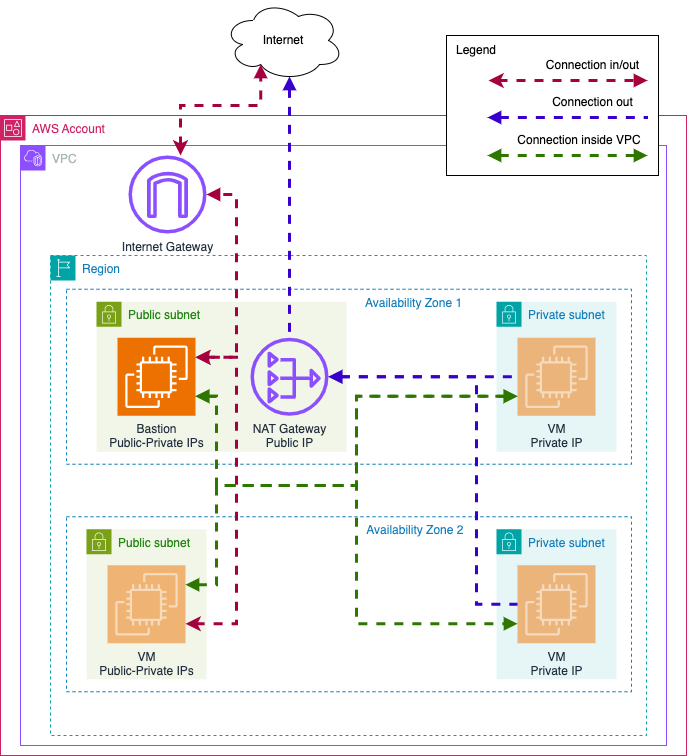 Internet
Legend
Connection in/out
Connection out
Connection inside VPC
AWS Account
VPC
Internet Gateway
Region
Availability Zone 1
Public subnet
Private subnet
Bastion
Public-Private IPs
NAT Gateway
Public IP
VM
Private IP
Availability Zone 2
Public subnet
Private subnet
VM
Public-Private IPs
VM
Private IP